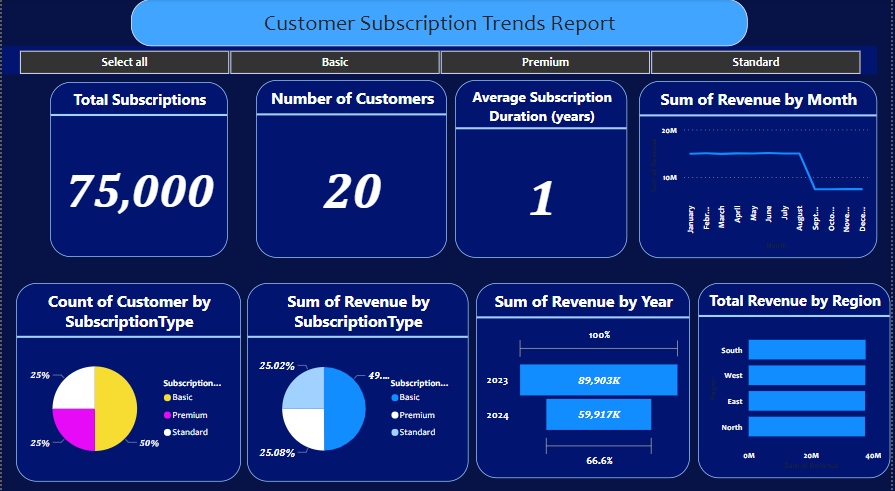 Customer Subscription Trends Report
Select all
Basic
Premium
Standard
Total Subscriptions
75,000
Number of Customers
20
Average Subscription
Duration (years)
1
Sum of Revenue by Month
20M
10M
January
Febr...
March
April
May
June
July
August
Sept...
Octo...
Nove...
Dece...
Count of Customer by
SubscriptionType
25%
25%
50%
Subscription...
Basic
Premium
Standard
Sum of Revenue by
SubscriptionType
25.02%
49....
25.08%
Subscription...
Basic
Premium
Standard
Sum of Revenue by Year
100%
2023
89,903K
2024
59,917K
66.6%
Total Revenue by Region
South
West
East
North
0M
20M
40M